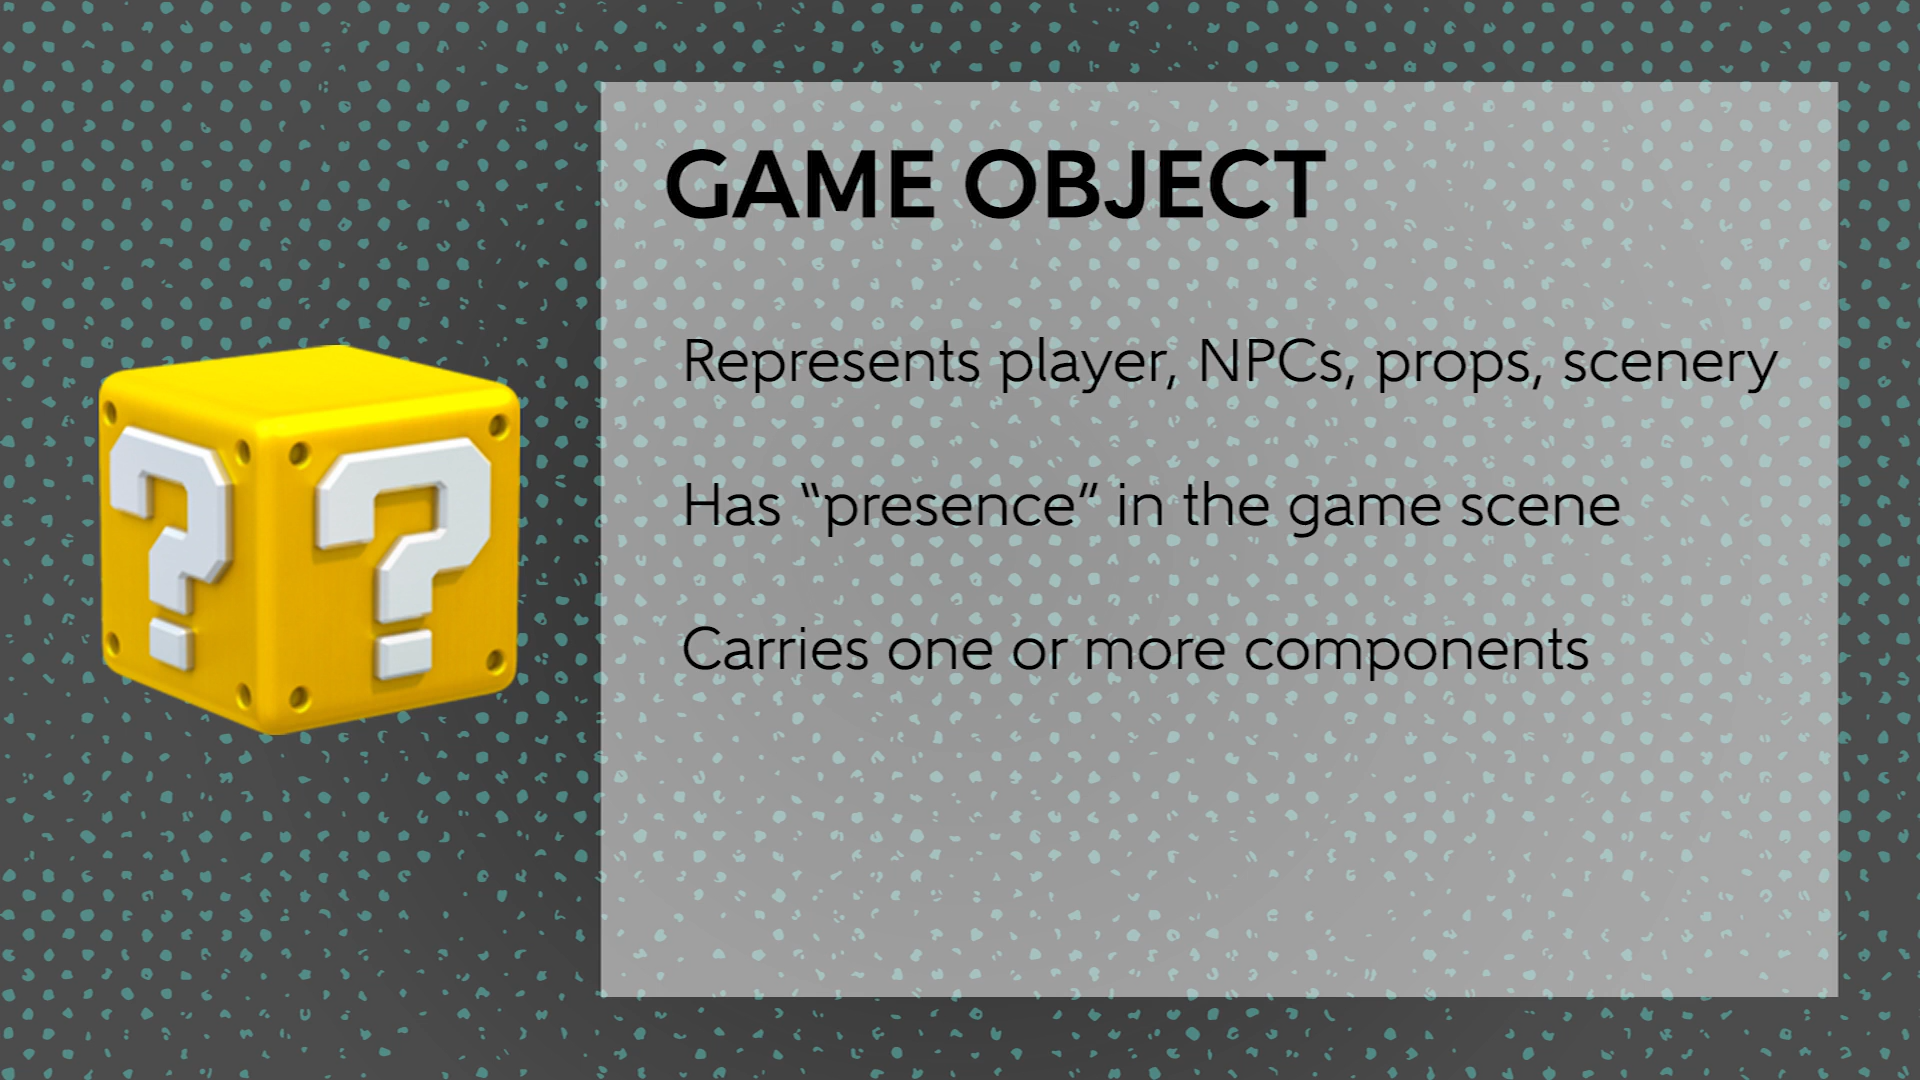 GAME OBJECT
Represents player, NPCs, props, scenery
Has “presence” in the game scene
Carries one or more components
? ?